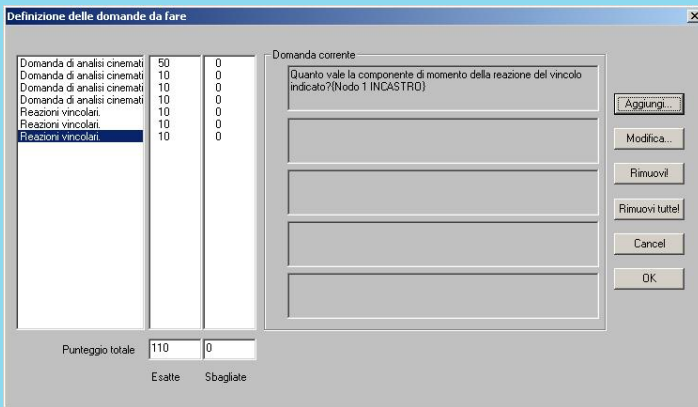 Definizione delle domande da fare
Domanda di analisi cinemati 50 0
Domanda di analisi cinemati 10 0
Domanda di analisi cinemati 10 0
Domanda di analisi cinemati 10 0
Reazioni vincolari. 10 0
Reazioni vincolari. 10 0
Reazioni vincolari. 10 0
Punteggio totale 110 0
Esatte Sbagliate
Domanda corrente
Quanto vale la componente di momento della reazione del vincolo
indicato?(Nodo 1 INCASTRO)
Aggiungi...
Modifica...
Rimuovi!
Rimuovi tutte!
Cancel
OK